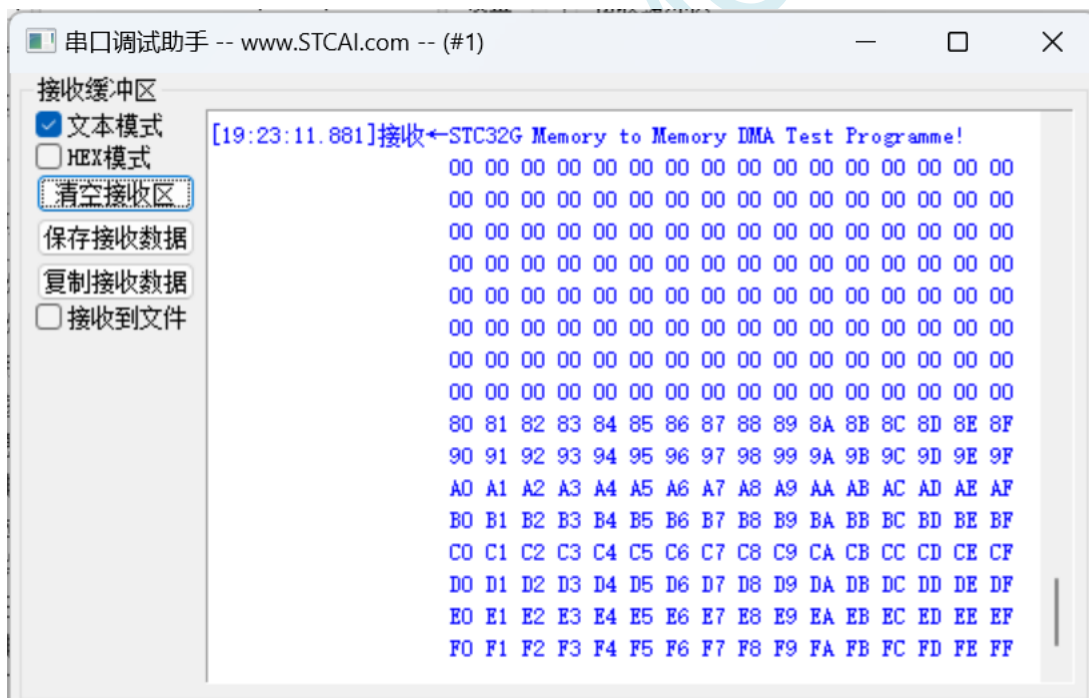 串口调试助手 -- www.STCAI.com -- (#1)
接收缓冲区
文本模式
HEX模式
清空接收区
保存接收数据
复制接收数据
接收到文件
[19:23:11.881]接收←STC32G Memory to Memory DMA Test Programme!
00 00 00 00 00 00 00 00 00 00 00 00 00 00 00 00
00 00 00 00 00 00 00 00 00 00 00 00 00 00 00 00
00 00 00 00 00 00 00 00 00 00 00 00 00 00 00 00
00 00 00 00 00 00 00 00 00 00 00 00 00 00 00 00
00 00 00 00 00 00 00 00 00 00 00 00 00 00 00 00
00 00 00 00 00 00 00 00 00 00 00 00 00 00 00 00
00 00 00 00 00 00 00 00 00 00 00 00 00 00 00 00
00 00 00 00 00 00 00 00 00 00 00 00 00 00 00 00
80 81 82 83 84 85 86 87 88 89 8A 8B 8C 8D 8E 8F
90 91 92 93 94 95 96 97 98 99 9A 9B 9C 9D 9E 9F
A0 A1 A2 A3 A4 A5 A6 A7 A8 A9 AA AB AC AD AE AF
B0 B1 B2 B3 B4 B5 B6 B7 B8 B9 BA BB BC BD BE BF
C0 C1 C2 C3 C4 C5 C6 C7 C8 C9 CA CB CC CD CE CF
D0 D1 D2 D3 D4 D5 D6 D7 D8 D9 DA DB DC DD DE DF
E0 E1 E2 E3 E4 E5 E6 E7 E8 E9 EA EB EC ED EE EF
F0 F1 F2 F3 F4 F5 F6 F7 F8 F9 FA FB FC FD FE FF